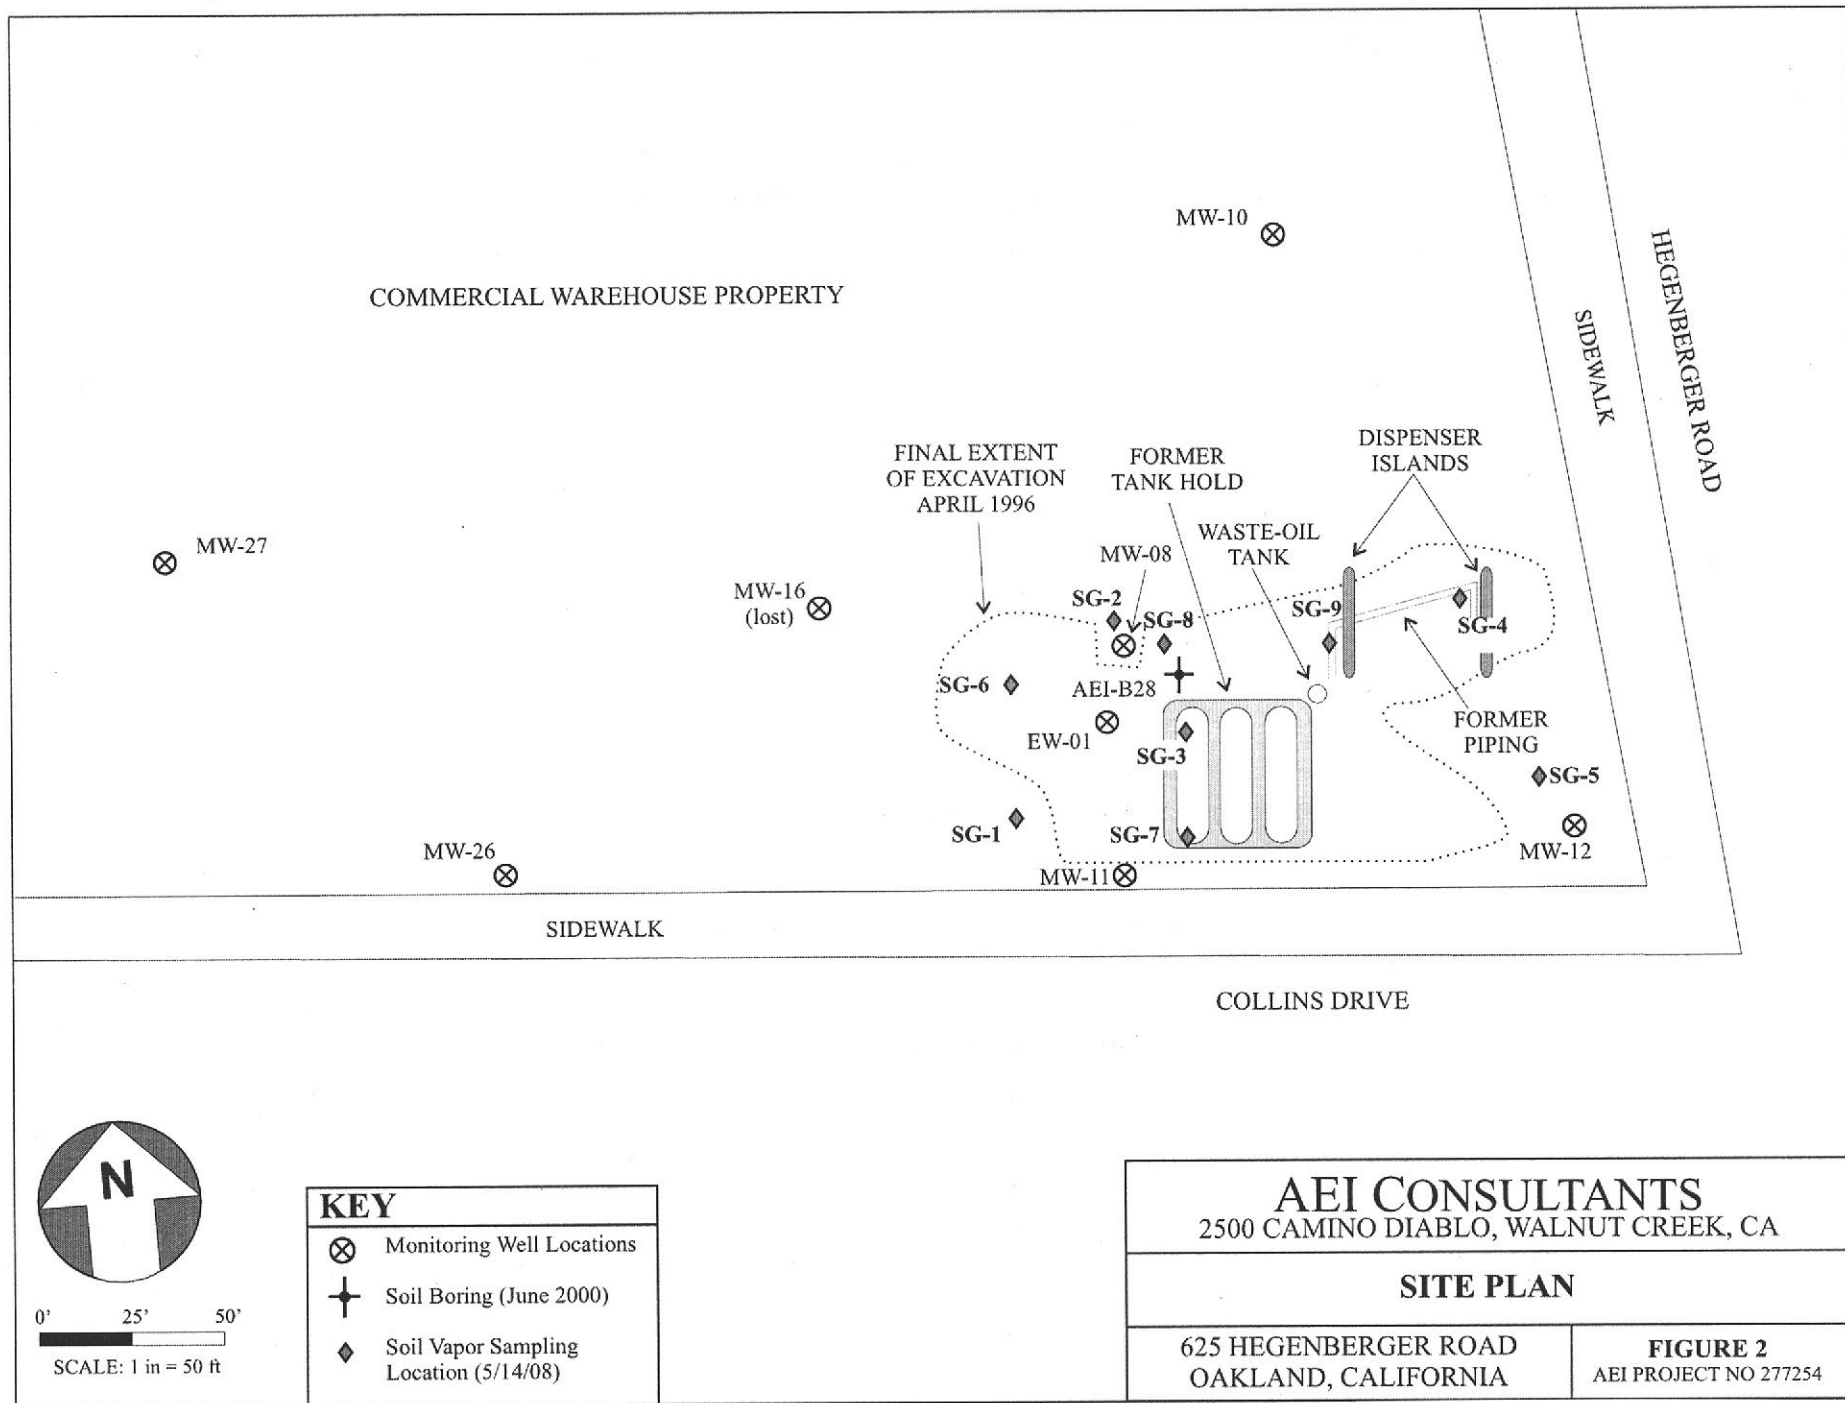 MW-10
COMMERCIAL WAREHOUSE PROPERTY
HEGENBERGER ROAD
SIDEWALK
FINAL EXTENT
OF EXCAVATION
APRIL 1996
FORMER
TANK HOLD
DISPENSER
ISLANDS
WASTE-OIL
TANK
MW-08
MW-27
MW-16
(lost)
SG-2
SG-8
SG-9
SG-4
SG-6
AEI-B28
EW-01
SG-3
FORMER
PIPING
SG-5
SG-1
SG-7
MW-12
MW-26
MW-11
SIDEWALK
COLLINS DRIVE
N
0' 25' 50'
SCALE: 1 in = 50 ft
KEY
Monitoring Well Locations
Soil Boring (June 2000)
Soil Vapor Sampling
Location (5/14/08)
AEI CONSULTANTS
2500 CAMINO DIABLO, WALNUT CREEK, CA
SITE PLAN
625 HEGENBERGER ROAD
OAKLAND, CALIFORNIA
FIGURE 2
AEI PROJECT NO 277254